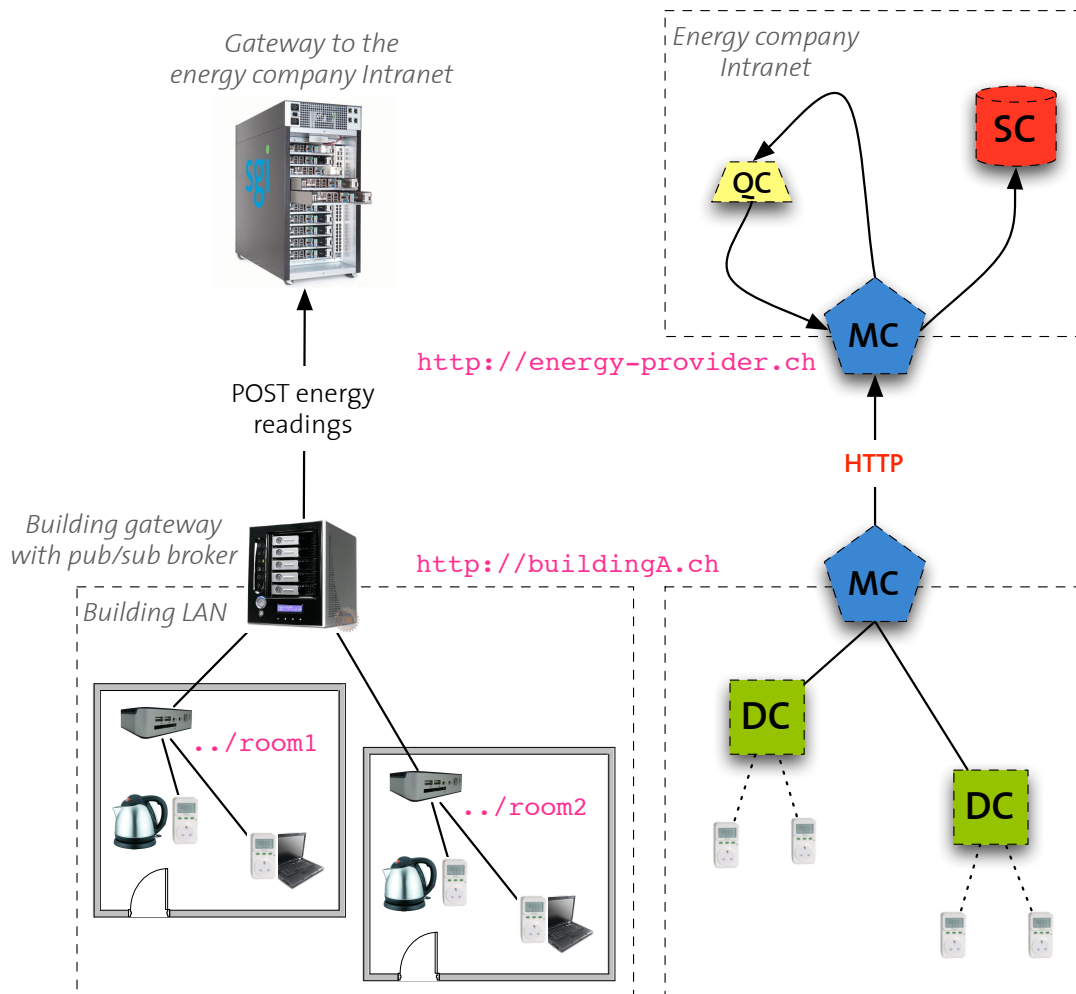 Gateway to the
energy company Intranet
sgi
POST energy
readings
Building gateway
with pub/sub broker
Building LAN
../room1
../room2
http://energy-provider.ch
http://buildingA.ch
Energy company
Intranet
SC
QC
MC
HTTP
MC
DC
DC